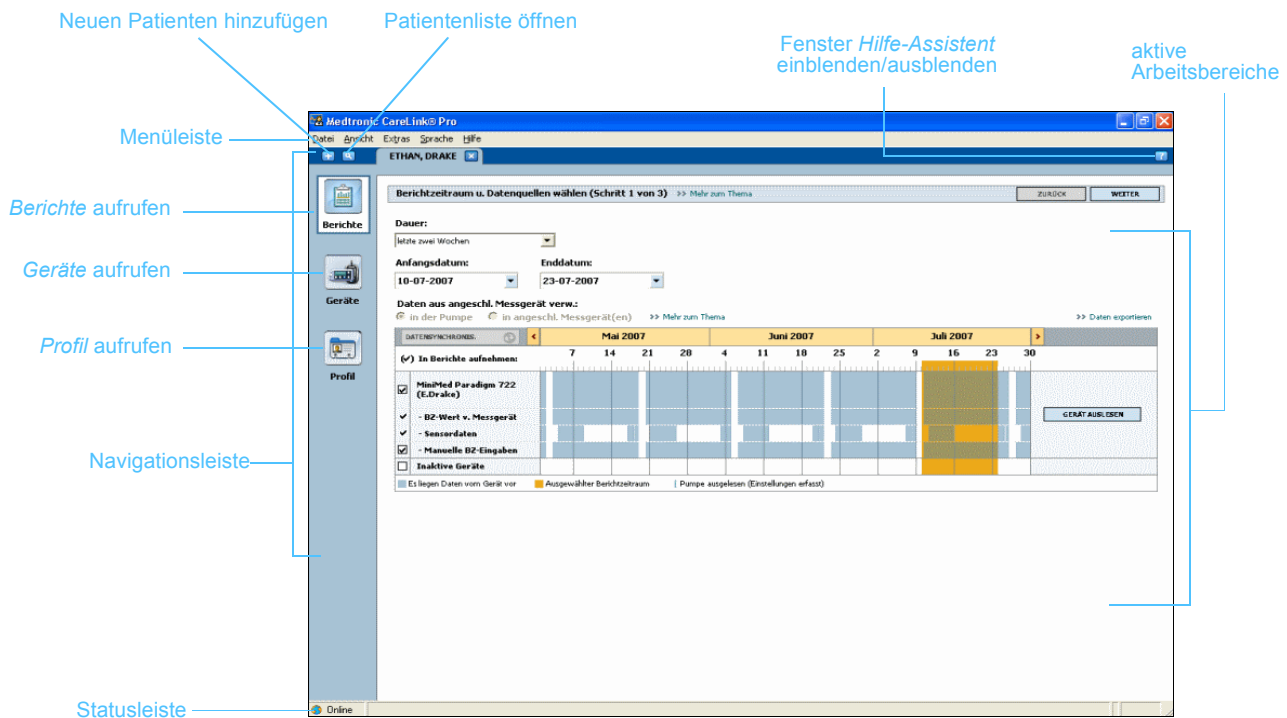 Neuen Patienten hinzufügen
Patientenliste öffnen
Fenster Hilfe-Assistent
einblenden/ausblenden
aktive
Arbeitsbereiche
Menüleiste
Berichte aufrufen
Geräte aufrufen
Profil aufrufen
Navigationsleiste
Statusleiste
Medtronic CareLink® Pro
Datei Ansicht Extras Sprache Hilfe
ETHAN, DRAKE
Berichte
Geräte
Profil
Berichtzeitraum u. Datenquellen wählen (Schritt 1 von 3) >> Mehr zum Thema
ZURÜCK WEITER
Dauer:
letzte zwei Wochen
Anfangsdatum: Enddatum:
10-07-2007 23-07-2007
Daten aus angeschl. Messgerät verw.:
in der Pumpe in angeschl. Messgerät(en) >> Mehr zum Thema >> Daten exportieren
DATENSYNCHRONIS. < Mai 2007 Juni 2007 Juli 2007 >
(✓) In Berichte aufnehmen: 7 14 21 28 4 11 18 25 2 9 16 23 30
MiniMed Paradigm 722
(E.Drake)
- BZ-Wert v. Messgerät
- Sensordaten
- Manuelle BZ-Eingaben
Inaktive Geräte
GERÄT AUSLESEN
Es liegen Daten vom Gerät vor Ausgewählter Berichtzeitraum | Pumpe ausgelesen (Einstellungen erfasst)
Online